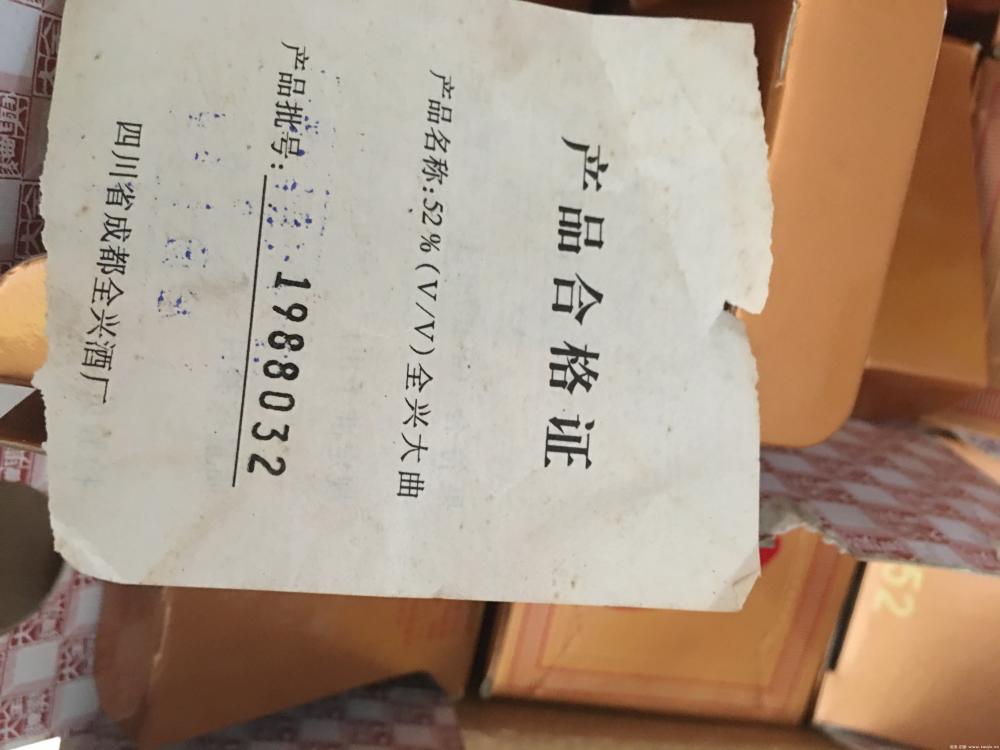 产品合格证
产品名称:52%(V/V)全兴大曲
产品批号:1988032
四川省成都全兴酒厂
52